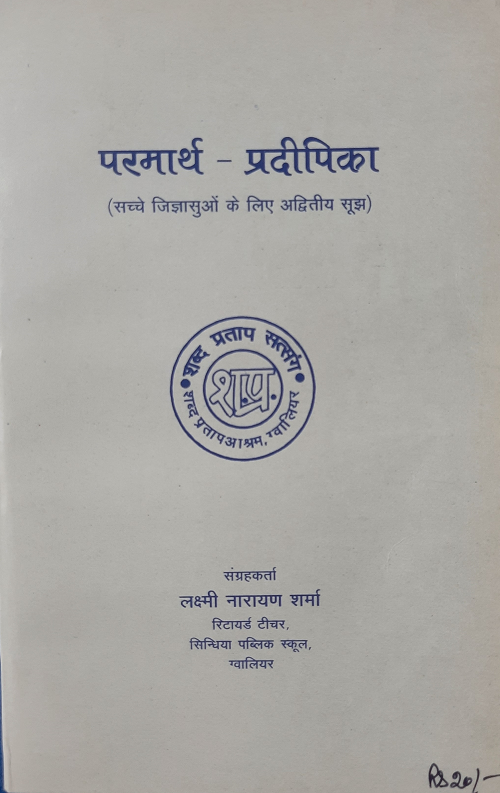 परमार्थ - प्रदीपिका
(सच्चे जिज्ञासुओं के लिए अद्वितीय सूझ)
• शब्द प्रताप सत्संग •
श.प्र.
शब्द प्रताप आश्रम, ग्वालियर
संग्रहकर्ता
लक्ष्मी नारायण शर्मा
रिटायर्ड टीचर,
सिन्धिया पब्लिक स्कूल,
ग्वालियर
RS 20/-